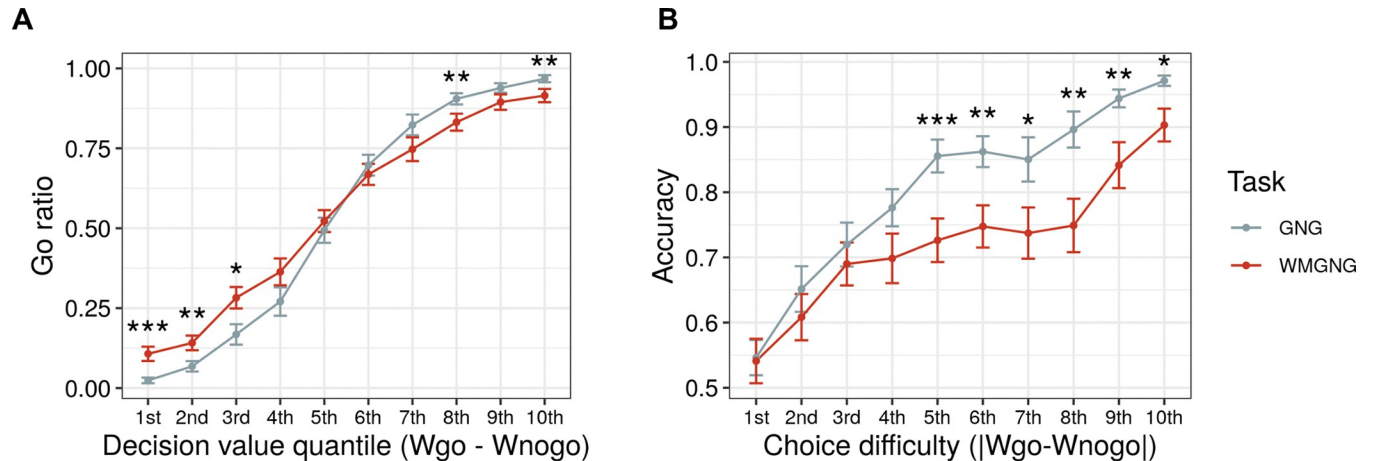 A
Go ratio
1.00
0.75
0.50
0.25
0.00
***
**
*
**
**
1st 2nd 3rd 4th 5th 6th 7th 8th 9th 10th
Decision value quantile (Wgo - Wnogo)
B
Accuracy
1.0
0.9
0.8
0.7
0.6
0.5
***
**
*
**
**
*
1st 2nd 3rd 4th 5th 6th 7th 8th 9th 10th
Choice difficulty (|Wgo-Wnogo|)
Task
GNG
WMGNG